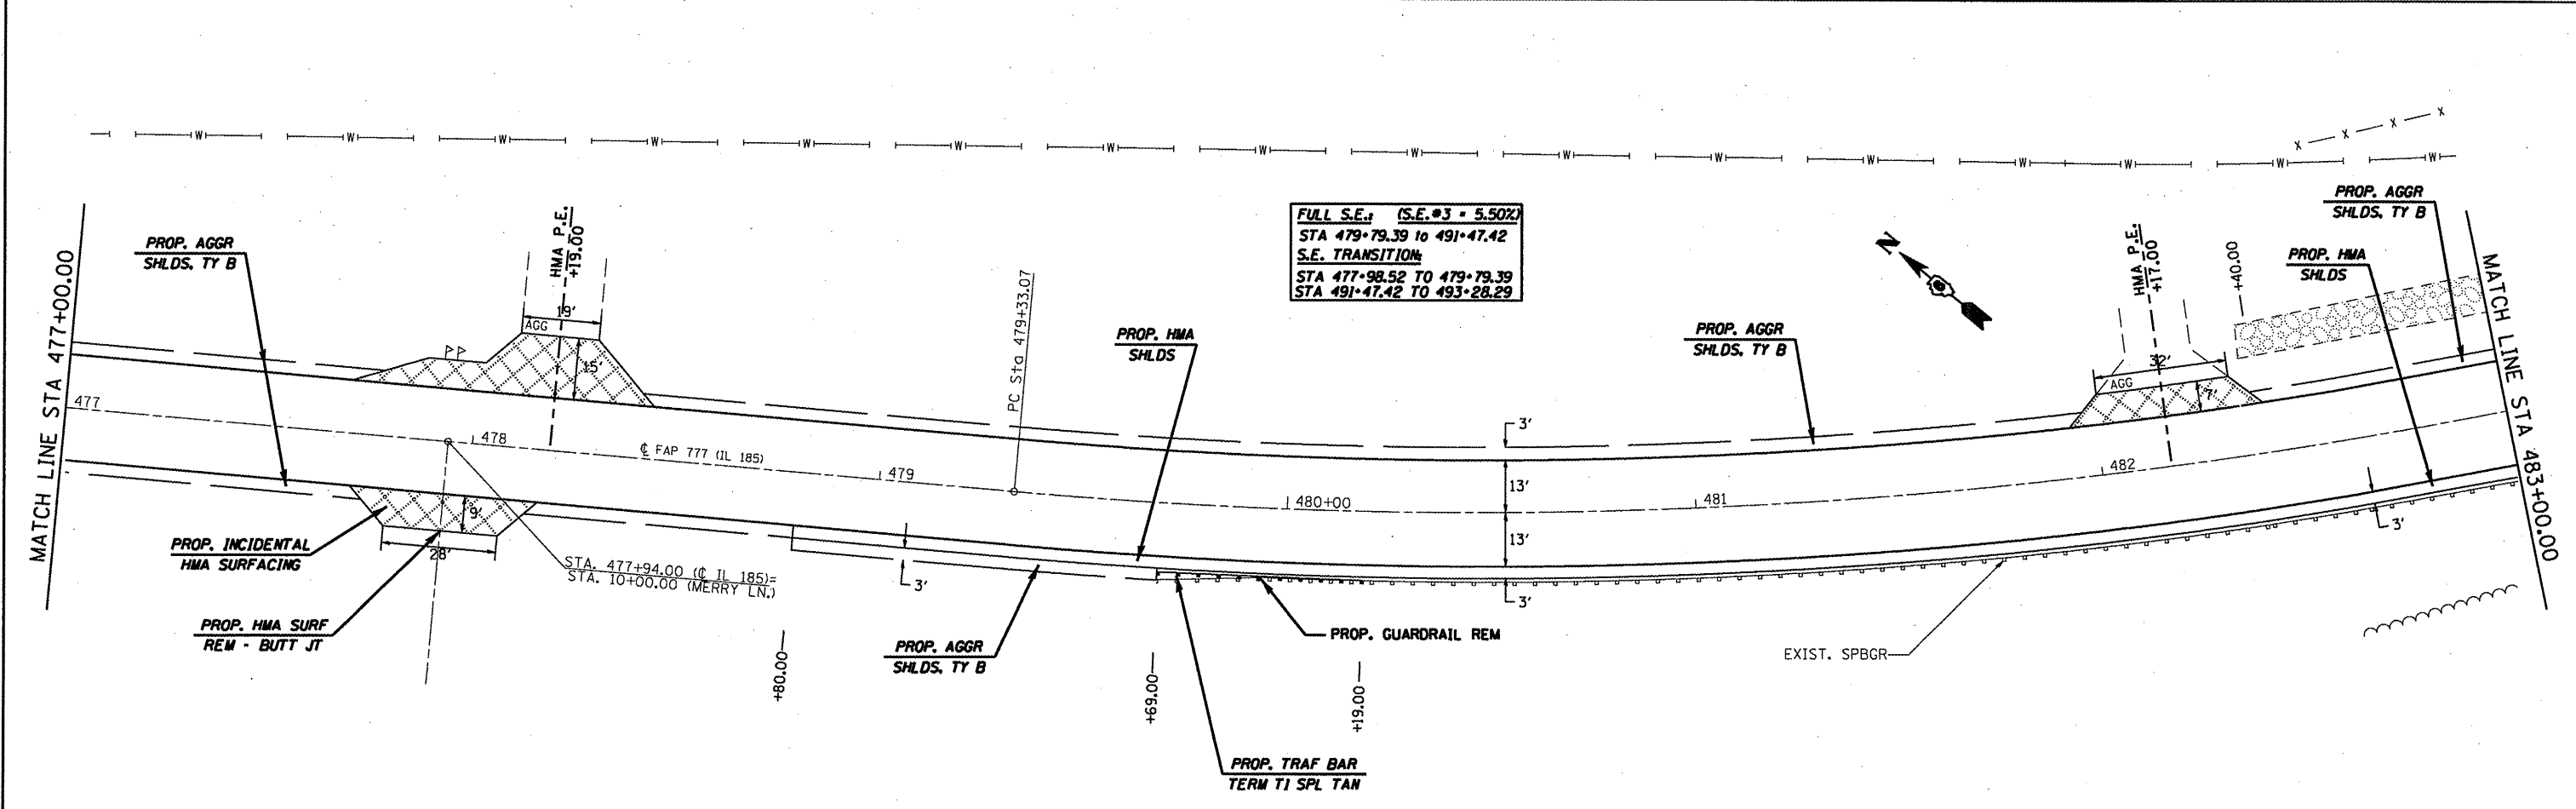 W W W W W W W W W W W W W W W W
X X X X
MATCH LINE STA 477+00.00
PROP. AGGR
SHLDS. TY B
HMA P.E.
+19.00
19'
AGG
15'
PP
477
478
₵ FAP 777 (IL 185)
479
PC Sta 479+33.07
FULL S.E.: (S.E.#3 = 5.50%)
STA 479+79.39 to 491+47.42
S.E. TRANSITION:
STA 477+98.52 TO 479+79.39
STA 491+47.42 TO 493+28.29
N
PROP. HMA
SHLDS
PROP. AGGR
SHLDS. TY B
HMA P.E.
+17.00
+40.00
32'
AGG
7'
PROP. HMA
SHLDS
PROP. AGGR
SHLDS. TY B
MATCH LINE STA 483+00.00
3'
13'
13'
3'
480+00
481
482
3'
9'
28'
PROP. INCIDENTAL
HMA SURFACING
PROP. HMA SURF
REM - BUTT JT
STA. 477+94.00 (₵ IL 185)=
STA. 10+00.00 (MERRY LN.)
3'
+80.00
PROP. AGGR
SHLDS. TY B
+69.00
PROP. GUARDRAIL REM
+19.00
PROP. TRAF BAR
TERM T1 SPL TAN
EXIST. SPBGR